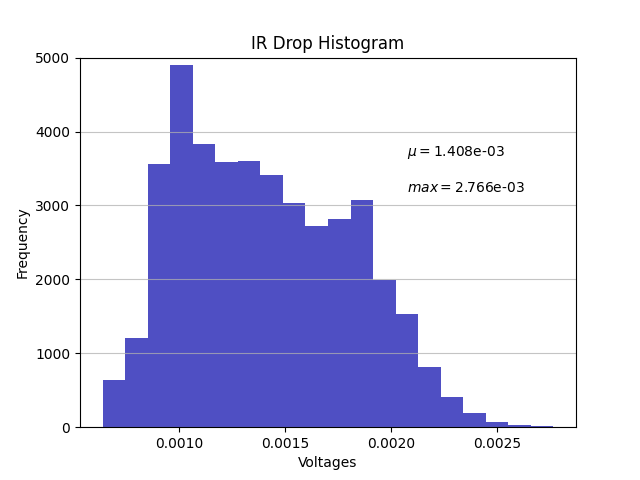 IR Drop Histogram
5000
4000
3000
2000
1000
0
Frequency
μ = 1.408e-03
max = 2.766e-03
0.0010 0.0015 0.0020 0.0025
Voltages